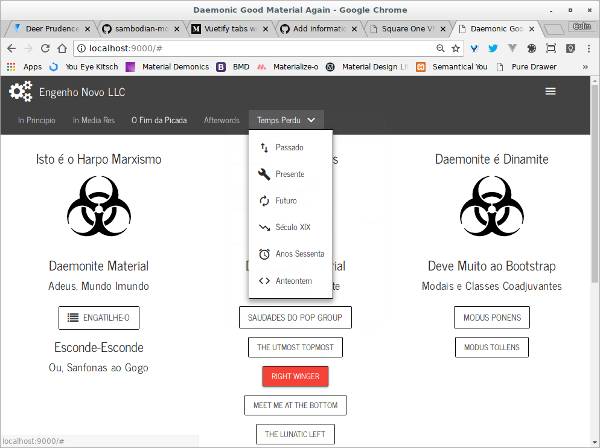 Daemonic Good Material Again - Google Chrome
Deer Prudence
sambodian-mo
Vuetify tabs w
Add informatio
Square One V
Daemonic Goo
Colin
localhost:9000/#
Apps
You Eye Kitsch
Material Demonics
BMD
Materialize-o
Material Design Li
Semantical You
Pure Drawer
Engenho Novo LLC
In Principio
In Media Res
O Fim da Picada
Afterwords
Temps Perdu
Passado
Presente
Futuro
Século XIX
Anos Sessenta
Anteontem
Isto é o Harpo Marxismo
Daemonite Material
Adeus, Mundo Imundo
ENGATILHE-O
Esconde-Esconde
Ou, Sanfonas ao Gogo
SAUDADES DO POP GROUP
THE UTMOST TOPMOST
RIGHT WINGER
MEET ME AT THE BOTTOM
THE LUNATIC LEFT
Daemonite é Dinamite
Deve Muito ao Bootstrap
Modais e Classes Coadjuvantes
MODUS PONENS
MODUS TOLLENS
localhost:9000/#